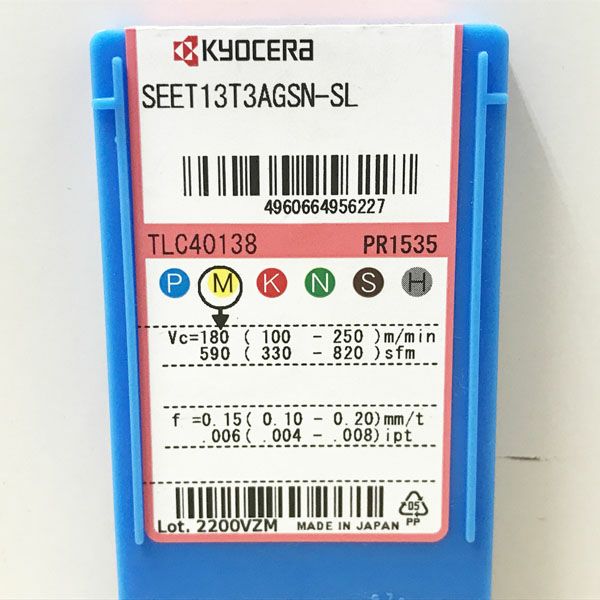 KYOCERA
SEET13T3AGSN-SL
4960664956227
TLC40138 PR1535
P M K N S H
Vc=180 ( 100 - 250 )m/min
590 ( 330 - 820 )sfm
f =0.15( 0.10 - 0.20)mm/t
.006( .004 - .008)ipt
Lot. 2200VZM MADE IN JAPAN
05
PP